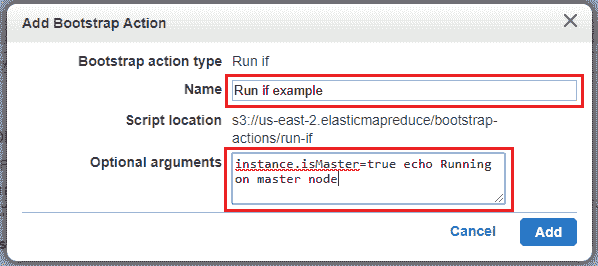 Add Bootstrap Action
Bootstrap action type Run if
Name Run if example
Script location s3://us-east-2.elasticmapreduce/bootstrap-
actions/run-if
Optional arguments instance.isMaster=true echo Running
on master node
Cancel Add